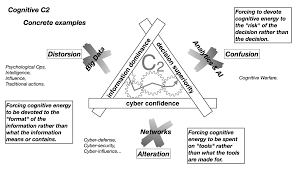 Cognitive C2
Concrete examples
Forcing to devote
cognitive energy to
the "risk" of the
decision rather than
the decision.
Distorsion
Big Data
Analytics + AI
Confusion
Psychological Ops,
Intelligence,
Influence,
Traditional actions.
information dominance
decision superiority
C2
Cognitive Warfare.
cyber confidence
Forcing cognitive energy
to be devoted to the
"format" of the
information rather than
what the information
means or contains.
Cyber-defense,
Cyber-security,
Cyber-influence...
Networks
Alteration
Forcing cognitive
energy to be spent
on "tools" rather
than what the tools
are made for.